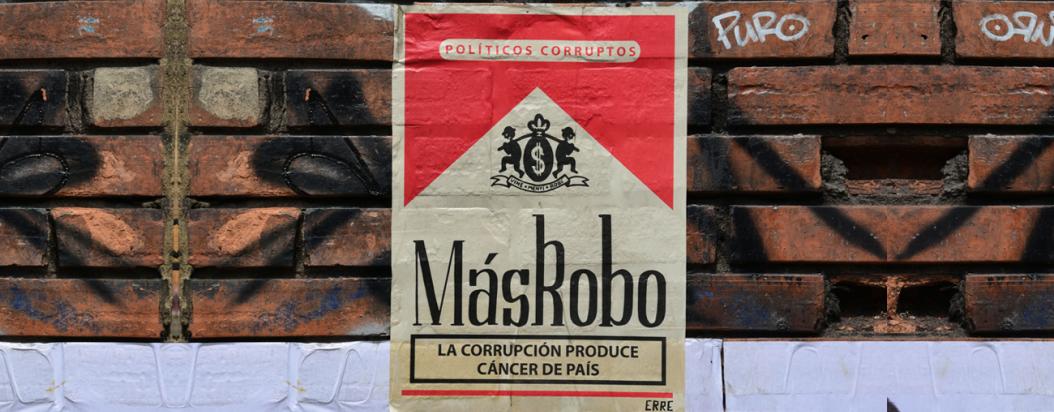 POLÍTICOS CORRUPTOS
$
MásRobo
LA CORRUPCIÓN PRODUCE
CÁNCER DE PAÍS
ERRE
PURO